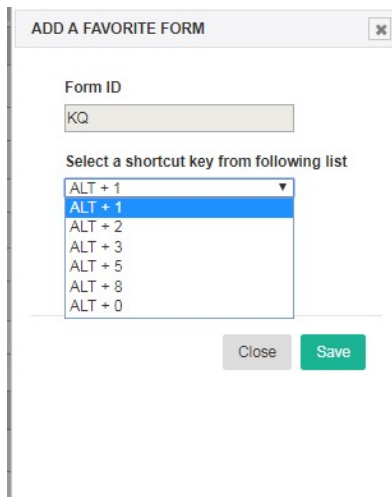 ADD A FAVORITE FORM
Form ID
KQ
Select a shortcut key from following list
ALT + 1
ALT + 1
ALT + 2
ALT + 3
ALT + 5
ALT + 8
ALT + 0
Close Save